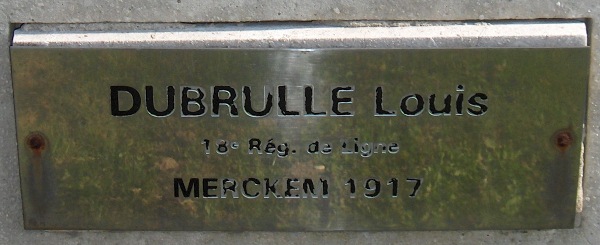 DUBRULLE Louis
18e Rég. de Ligne
MERCKEM 1917